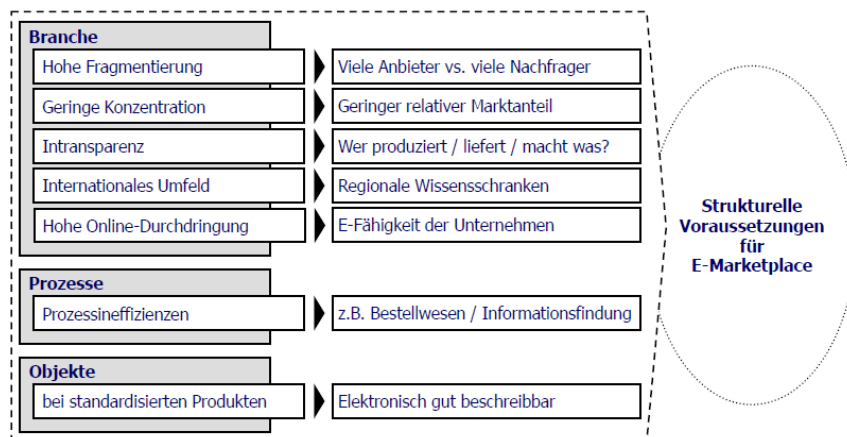 Branche
Hohe Fragmentierung
Viele Anbieter vs. viele Nachfrager
Geringe Konzentration
Geringer relativer Marktanteil
Intransparenz
Wer produziert / liefert / macht was?
Internationales Umfeld
Regionale Wissensschranken
Hohe Online-Durchdringung
E-Fähigkeit der Unternehmen
Prozesse
Prozessineffizienzen
z.B. Bestellwesen / Informationsfindung
Objekte
bei standardisierten Produkten
Elektronisch gut beschreibbar
Strukturelle
Voraussetzungen
für
E-Marketplace